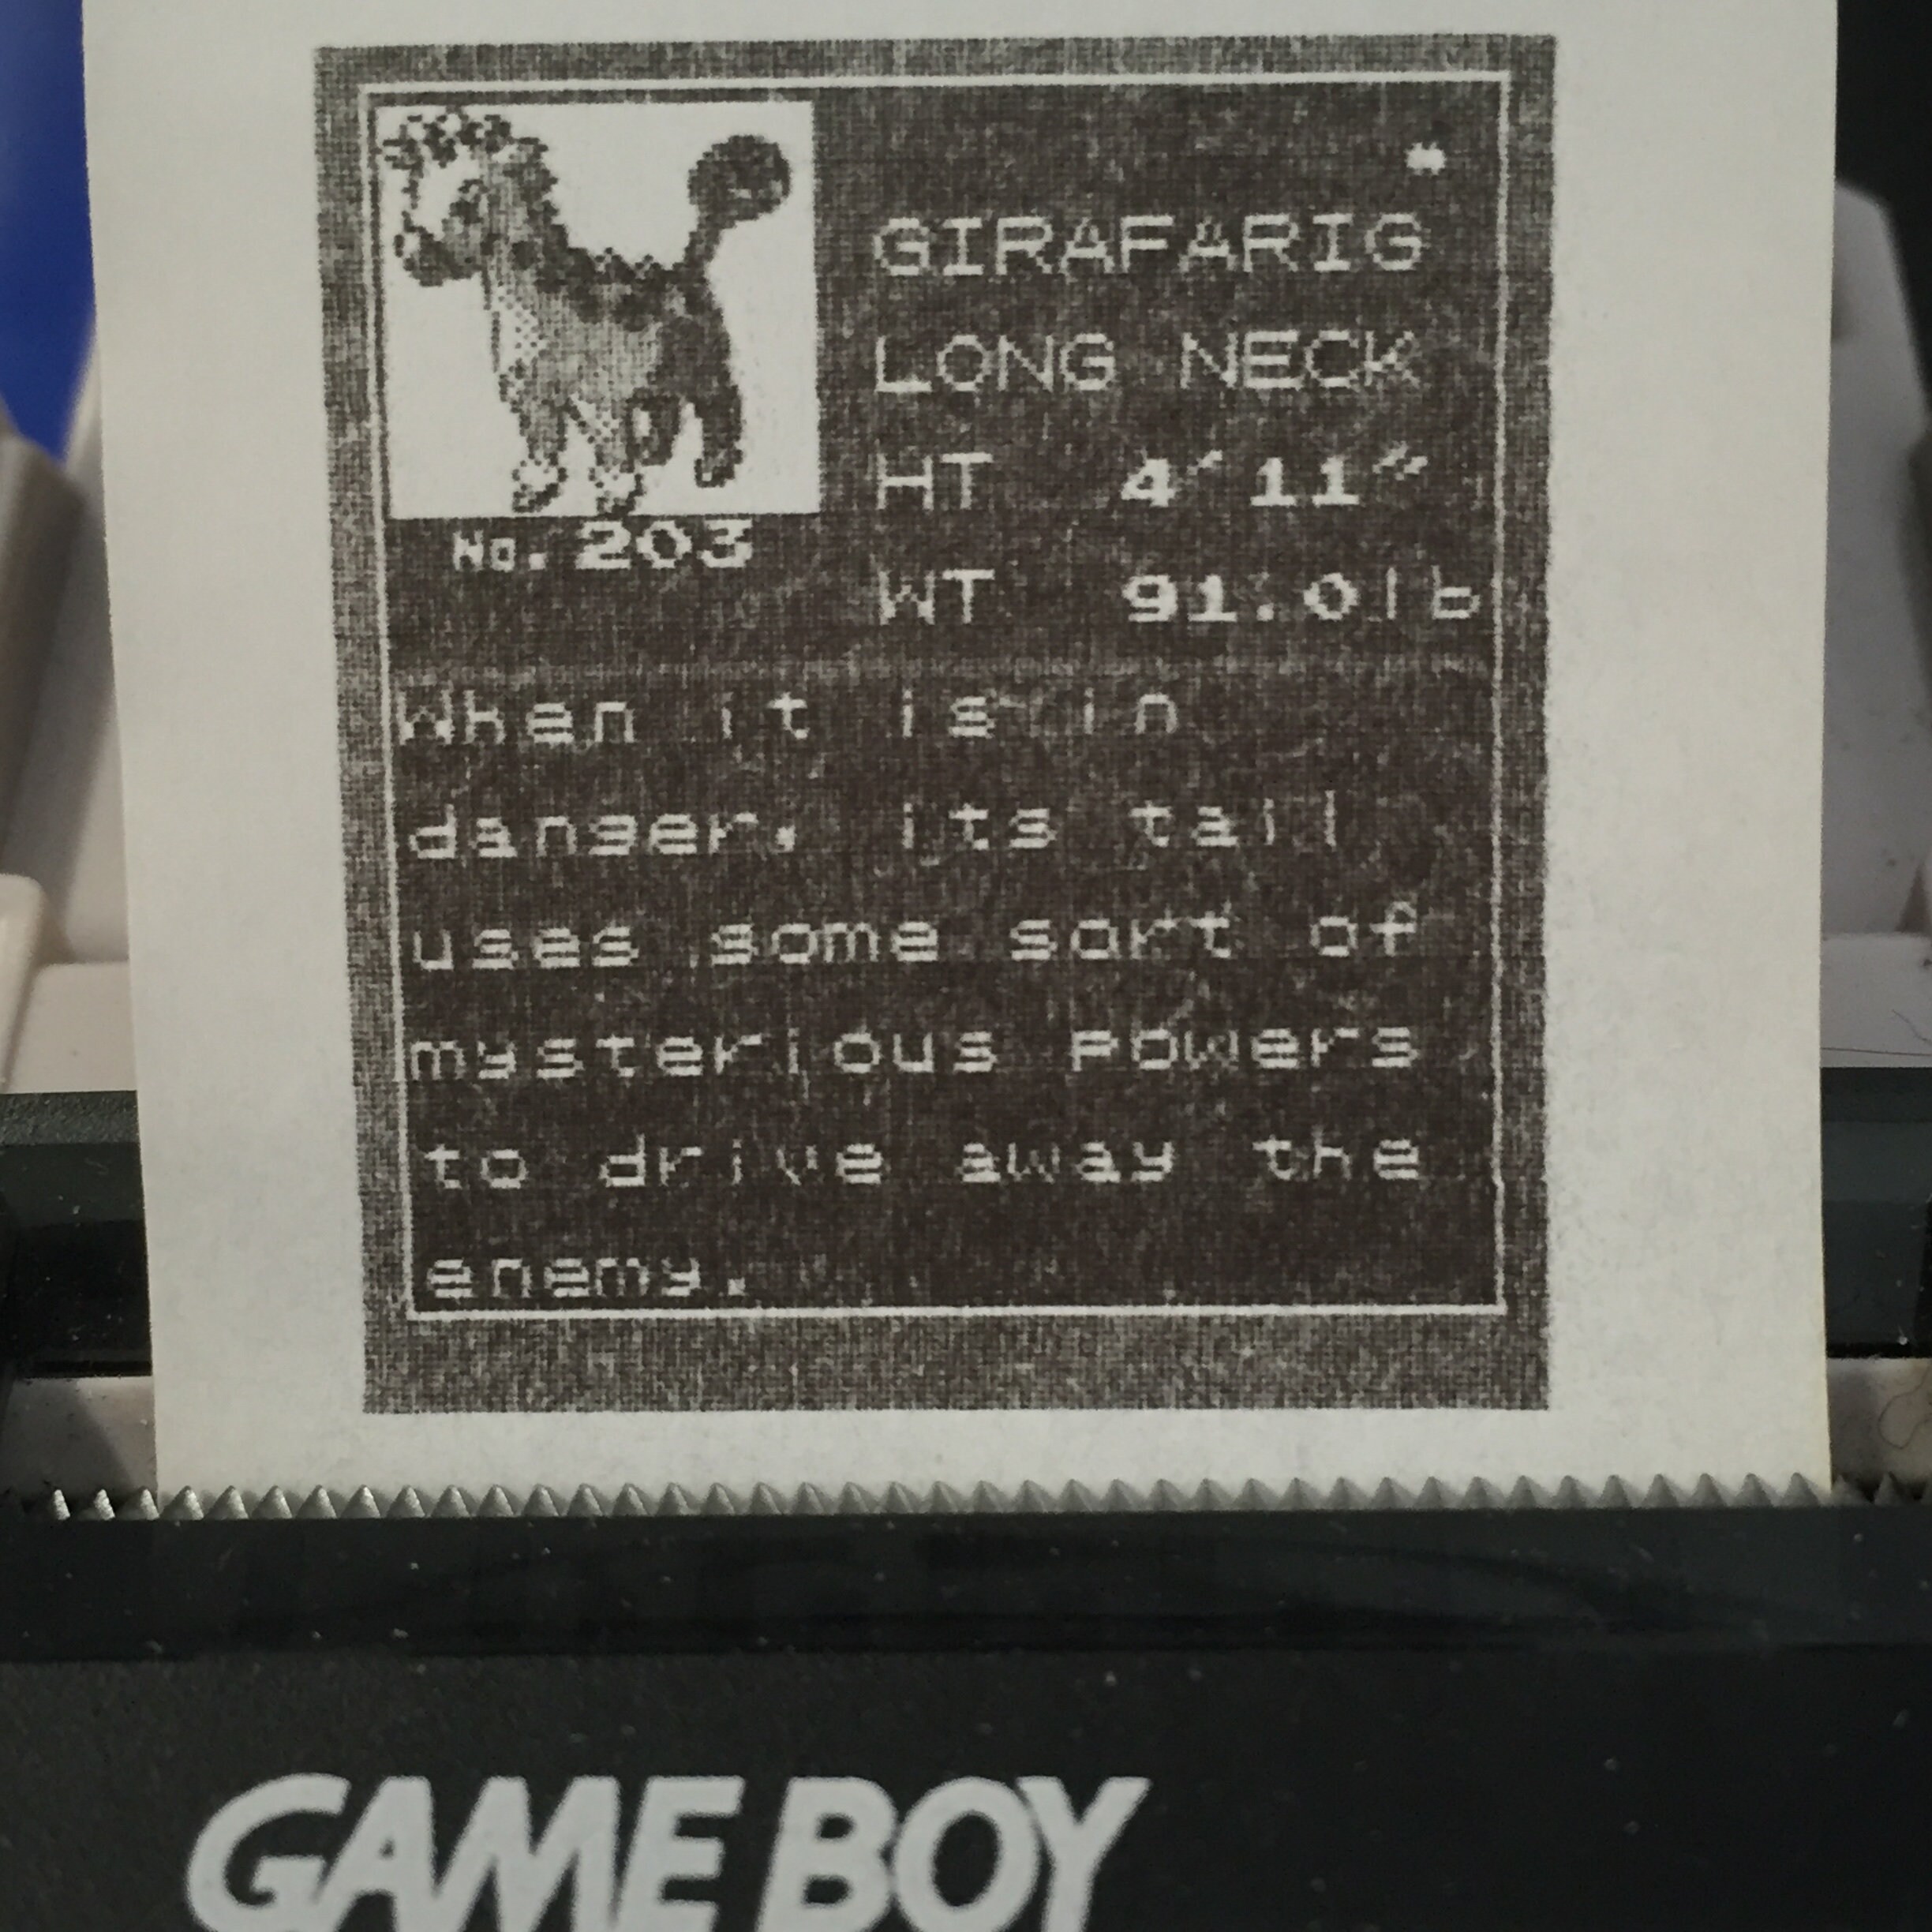 GIRAFARIG
LONG NECK
HT 4'11"
No. 203
WT 91.0lb
When it is in
danger, its tail
uses some sort of
mysterious powers
to drive away the
enemy.
GAME BOY